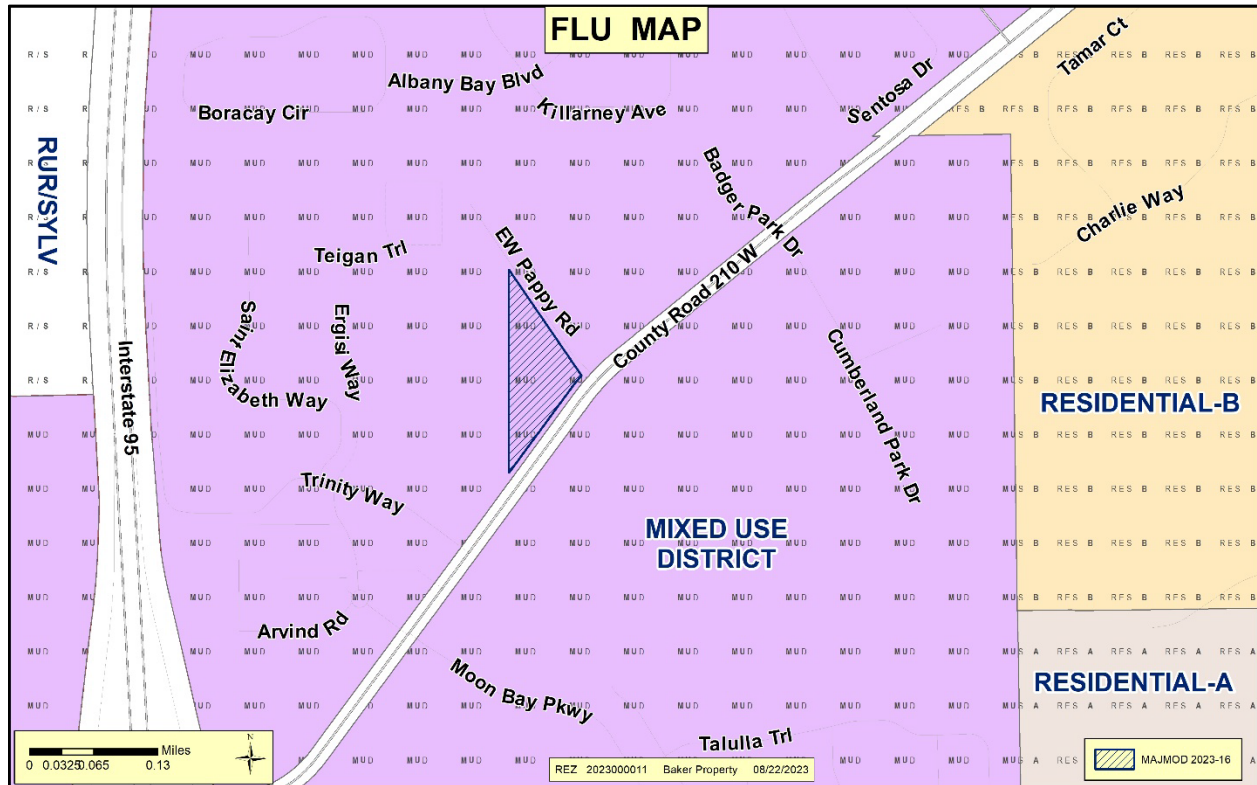 FLU MAP
Albany Bay Blvd
Boracay Cir
Killarney Ave
Sentosa Dr
Tamar Ct
RUR/SYLV
Badger Park Dr
Charlie Way
Teigan Trl
EW Pappy Rd
County Road 210 W
Saint Elizabeth Way
Ergisi Way
Interstate 95
Cumberland Park Dr
RESIDENTIAL-B
Trinity Way
MIXED USE
DISTRICT
Arvind Rd
Moon Bay Pkwy
RESIDENTIAL-A
Talulla Trl
Miles
0 0.0325 0.065 0.13
N
REZ 2023000011 Baker Property 08/22/2023
MAJMOD 2023-16
R/S
MUD
RES B
RES A